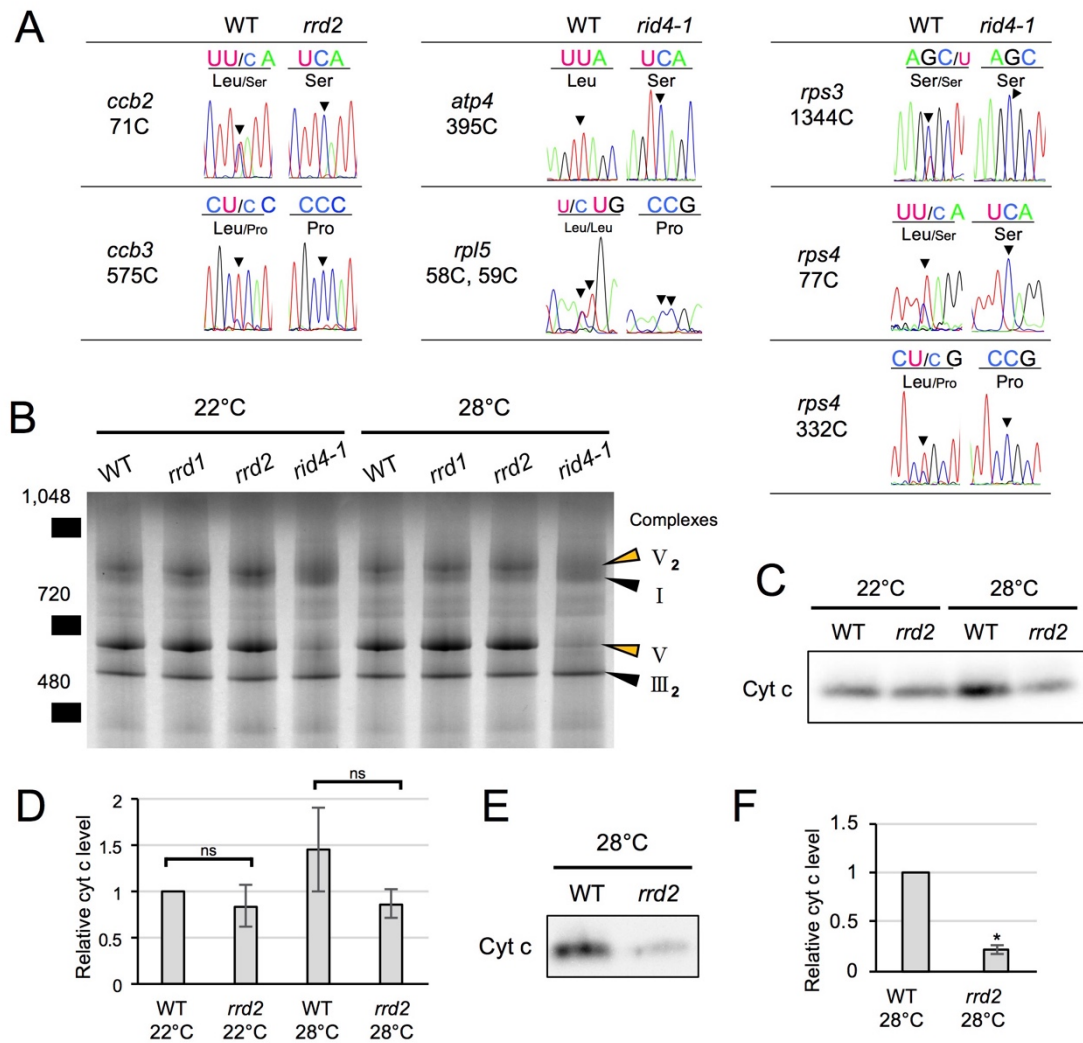 A
WT rrd2
UU/C A UCA
Leu/Ser Ser
ccb2
71C
CU/C C CCC
Leu/Pro Pro
ccb3
575C
WT rid4-1
UUA UCA
Leu Ser
atp4
395C
U/C UG CCG
Leu/Leu Pro
rpl5
58C, 59C
WT rid4-1
AGC/U AGC
Ser/Ser Ser
rps3
1344C
UU/C A UCA
Leu/Ser Ser
rps4
77C
CU/C G CCG
Leu/Pro Pro
rps4
332C
B
22°C 28°C
WT rrd1 rrd2 rid4-1 WT rrd1 rrd2 rid4-1
1,048
720
480
Complexes
V2
I
V
III2
C
22°C 28°C
WT rrd2 WT rrd2
Cyt c
D
Relative cyt c level
2
1.5
1
0.5
0
ns
ns
WT rrd2 WT rrd2
22°C 22°C 28°C 28°C
E
28°C
WT rrd2
Cyt c
F
Relative cyt c level
1.5
1
0.5
0
*
WT rrd2
28°C 28°C